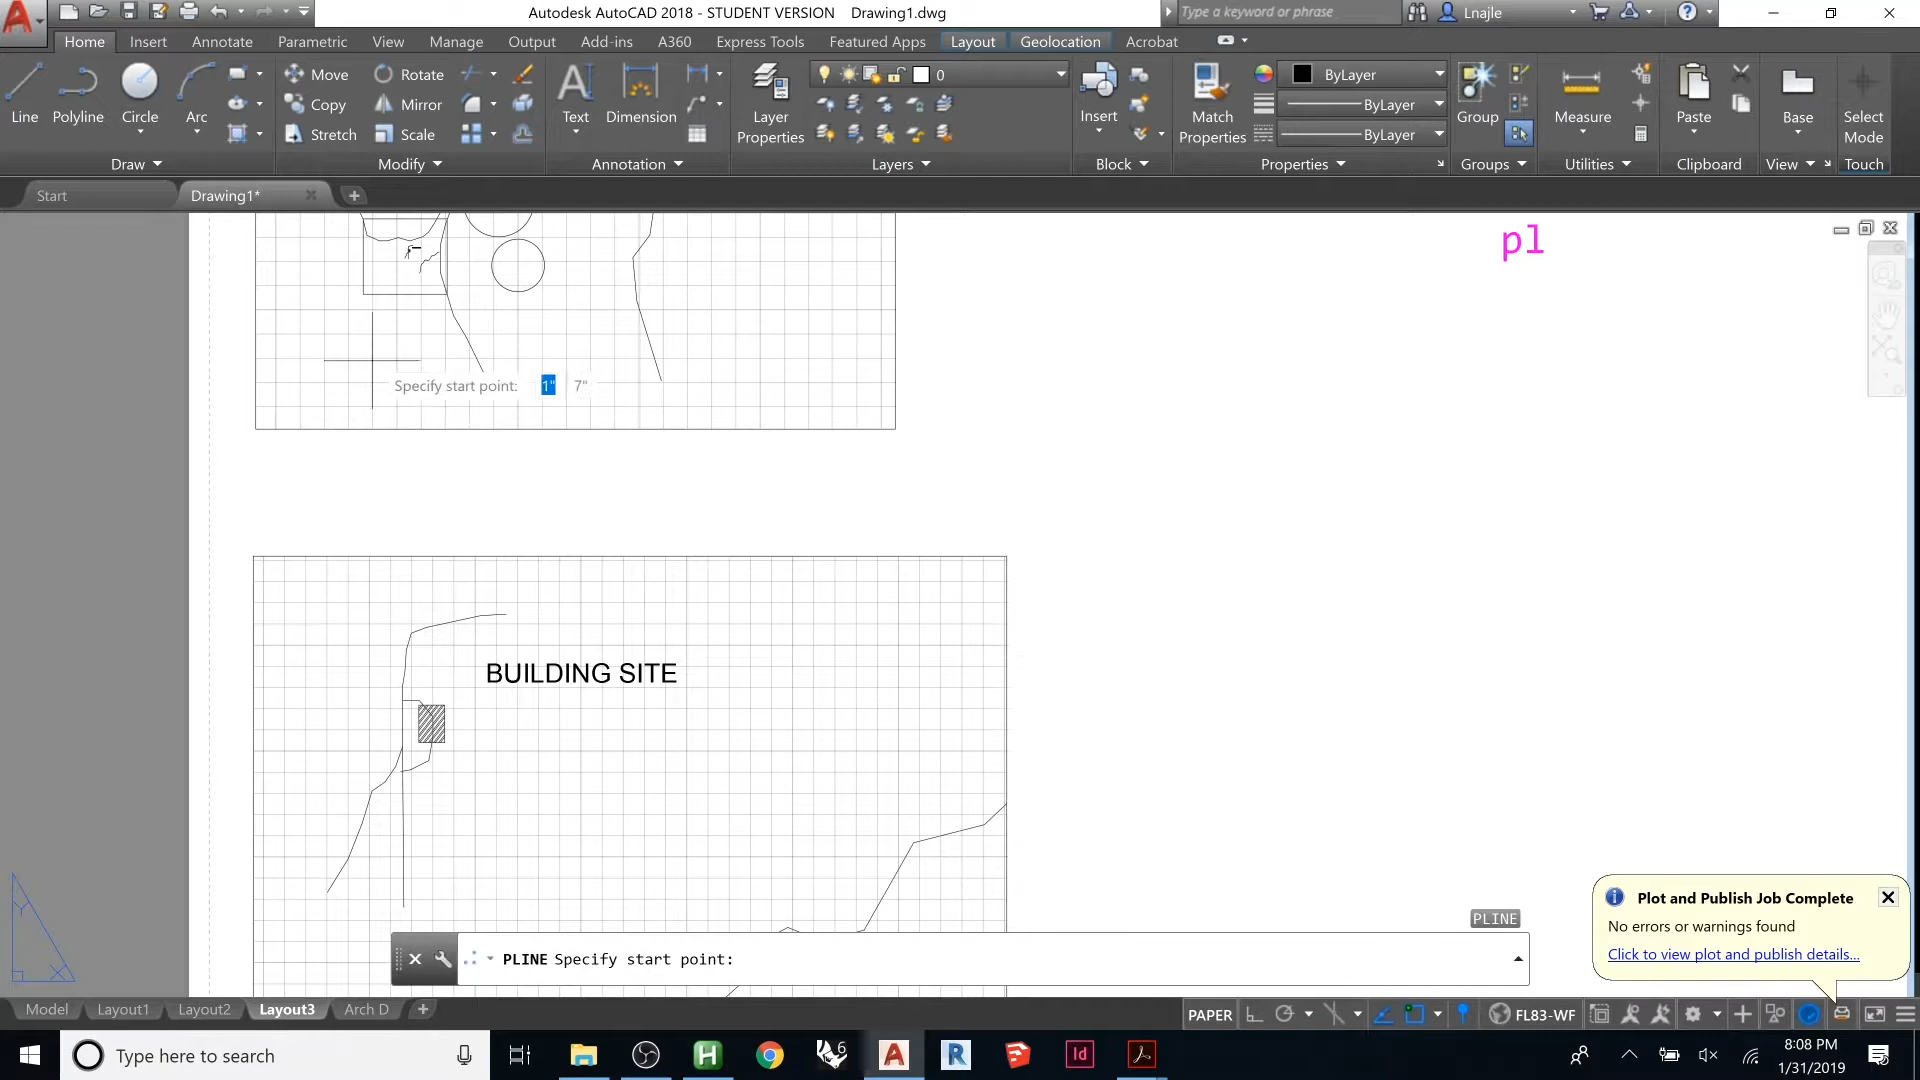 Autodesk AutoCAD 2018 - STUDENT VERSION Drawing1.dwg
Type a keyword or phrase
Lnajle
Home Insert Annotate Parametric View Manage Output Add-ins A360 Express Tools Featured Apps Layout Geolocation Acrobat
Line Polyline Circle Arc
Move Rotate
Copy Mirror
Stretch Scale
Text Dimension
Layer Properties
0
Insert
Match Properties
ByLayer
ByLayer
ByLayer
Group
Measure
Paste
Base
Select Mode
Draw Modify Annotation Layers Block Properties Groups Utilities Clipboard View Touch
Start Drawing1*
pl
Specify start point: 1" 7"
BUILDING SITE
PLINE
PLINE Specify start point:
Plot and Publish Job Complete
No errors or warnings found
Click to view plot and publish details...
Model Layout1 Layout2 Layout3 Arch D
PAPER
FL83-WF
Type here to search
8:08 PM
1/31/2019